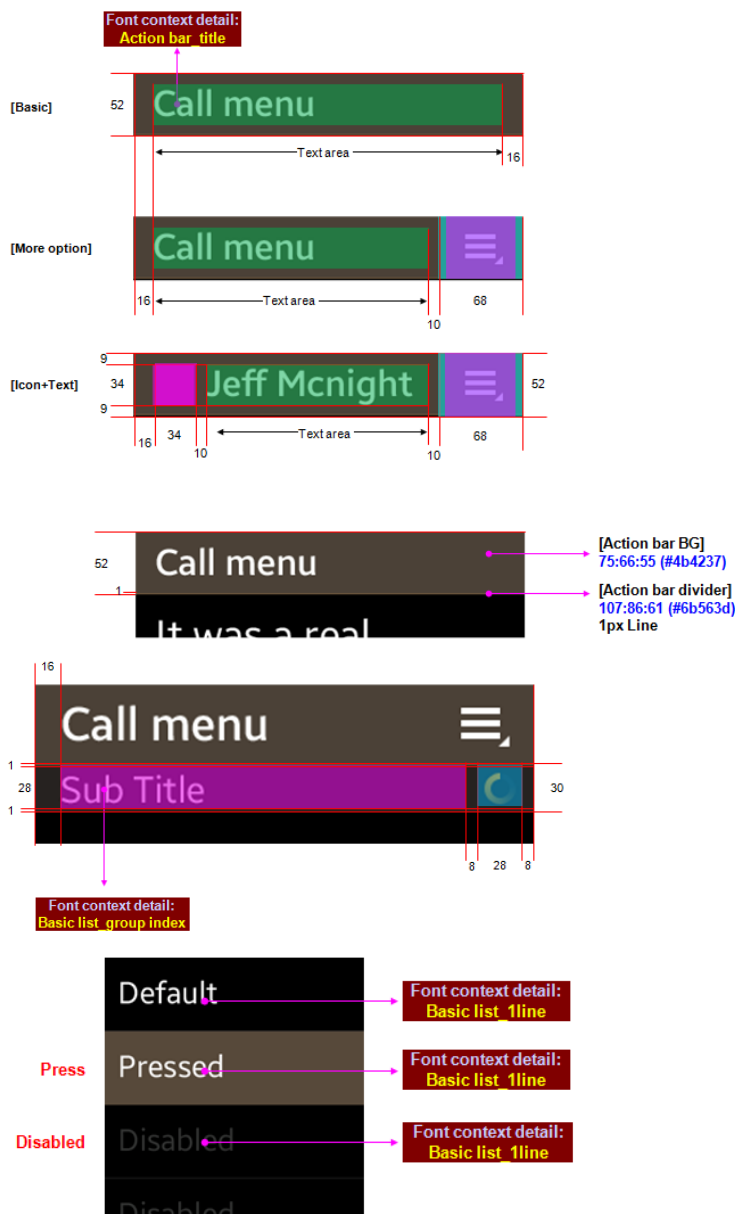 Font context detail:
Action bar_title
[Basic]
52
Call menu
Text area
16
[More option]
Call menu
16
Text area
10
68
[Icon+Text]
9
34
9
Jeff Mcnight
52
16
34
10
Text area
10
68
52
1
Call menu
It was a real
[Action bar BG]
75:66:55 (#4b4237)
[Action bar divider]
107:86:61 (#6b563d)
1px Line
16
Call menu
1
28
1
Sub Title
30
8
28
8
Font context detail:
Basic list_group index
Default
Font context detail:
Basic list_1line
Press
Pressed
Font context detail:
Basic list_1line
Disabled
Disabled
Font context detail:
Basic list_1line
Disabled